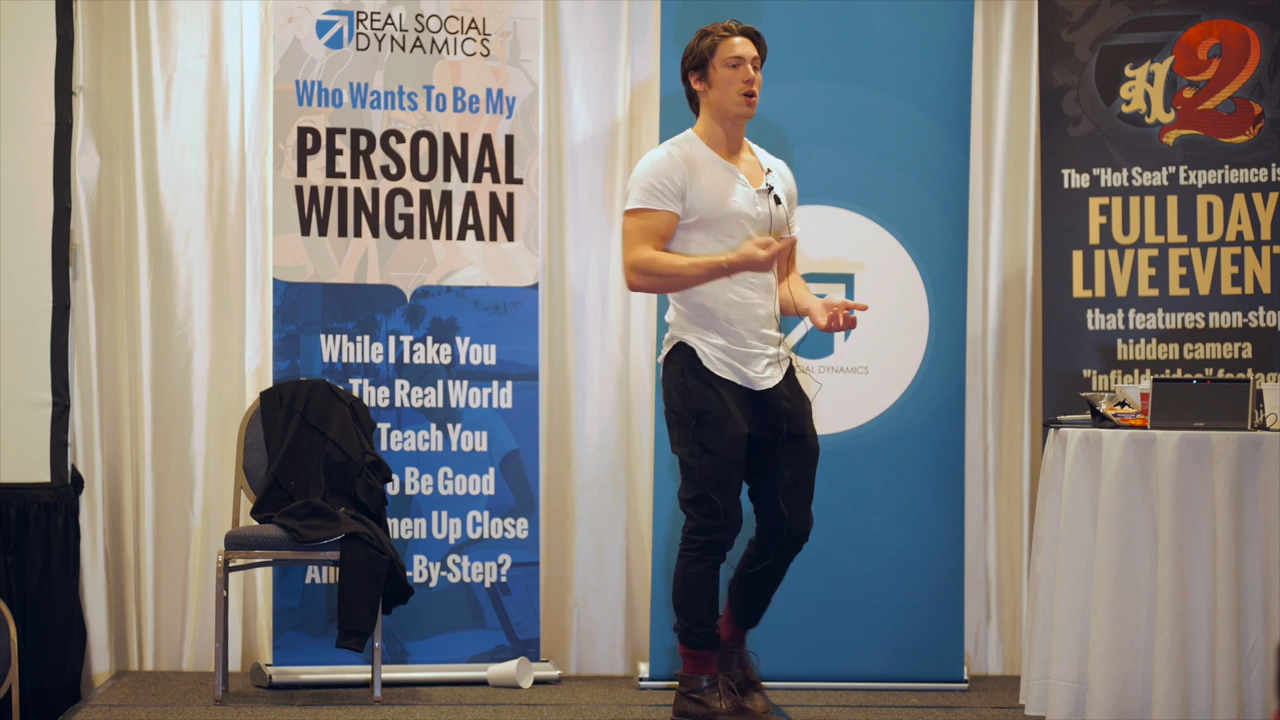 REAL SOCIAL
DYNAMICS
Who Wants To Be My
PERSONAL
WINGMAN
While I Take You
The Real World
Teach You
Be Good
Up Close
-By-Step?
DYNAMICS
H2
The "Hot Seat" Experience is
FULL DAY
LIVE EVENT
that features non-stop
hidden camera
"infield video" footage